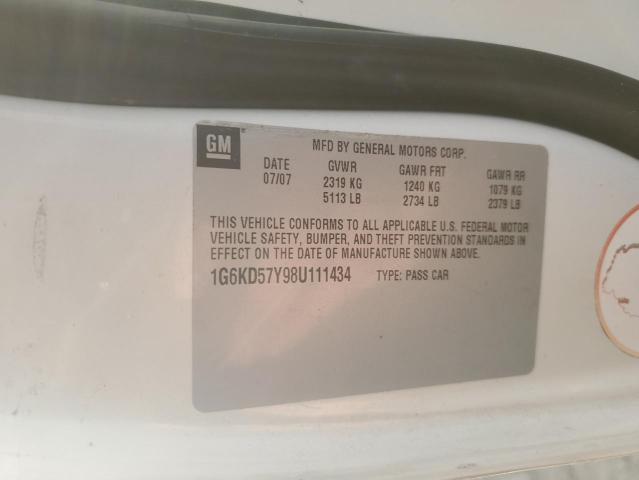 GM
MFD BY GENERAL MOTORS CORP.
DATE GVWR GAWR FRT GAWR RR
07/07 2319 KG 1240 KG 1079 KG
5113 LB 2734 LB 2379 LB
THIS VEHICLE CONFORMS TO ALL APPLICABLE U.S. FEDERAL MOTOR
VEHICLE SAFETY, BUMPER, AND THEFT PREVENTION STANDARDS IN
EFFECT ON THE DATE OF MANUFACTURE SHOWN ABOVE.
1G6KD57Y98U111434 TYPE: PASS CAR